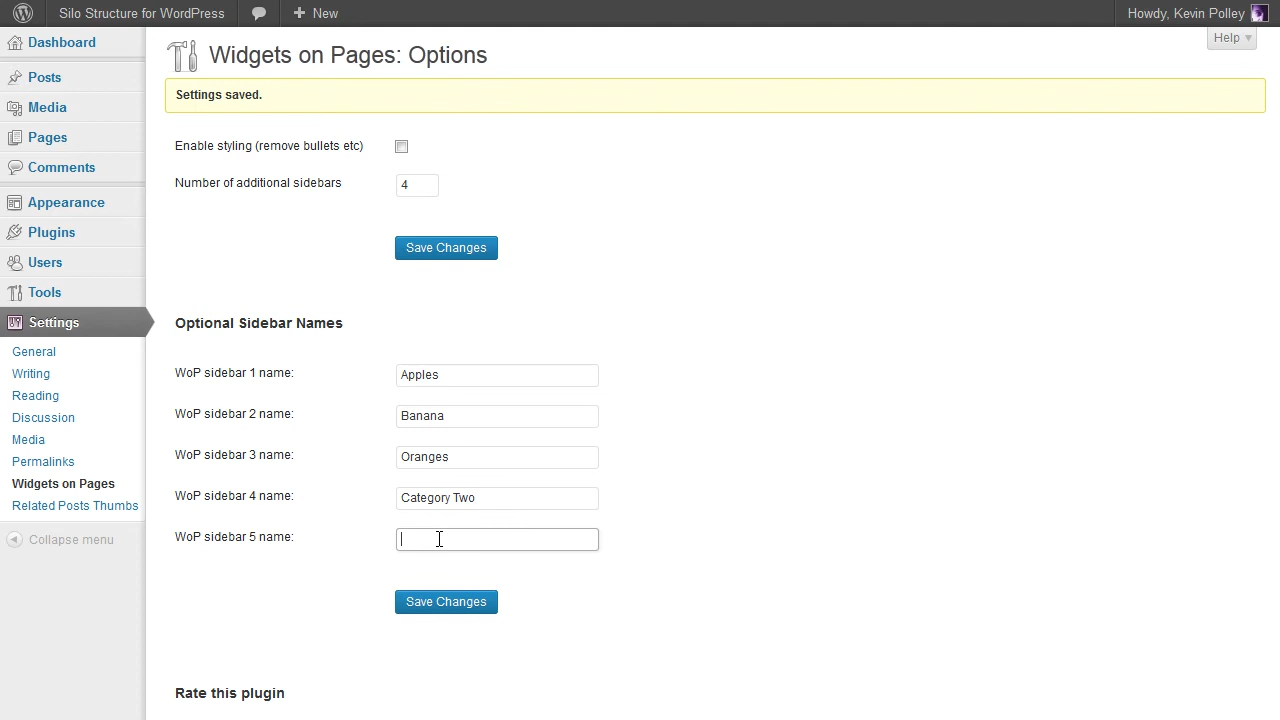 Silo Structure for WordPress
New
Howdy, Kevin Polley
Help
Dashboard
Posts
Media
Pages
Comments
Appearance
Plugins
Users
Tools
Settings
General
Writing
Reading
Discussion
Media
Permalinks
Widgets on Pages
Related Posts Thumbs
Collapse menu
Widgets on Pages: Options
Settings saved.
Enable styling (remove bullets etc)
Number of additional sidebars 4
Save Changes
Optional Sidebar Names
WoP sidebar 1 name: Apples
WoP sidebar 2 name: Banana
WoP sidebar 3 name: Oranges
WoP sidebar 4 name: Category Two
WoP sidebar 5 name:
Save Changes
Rate this plugin